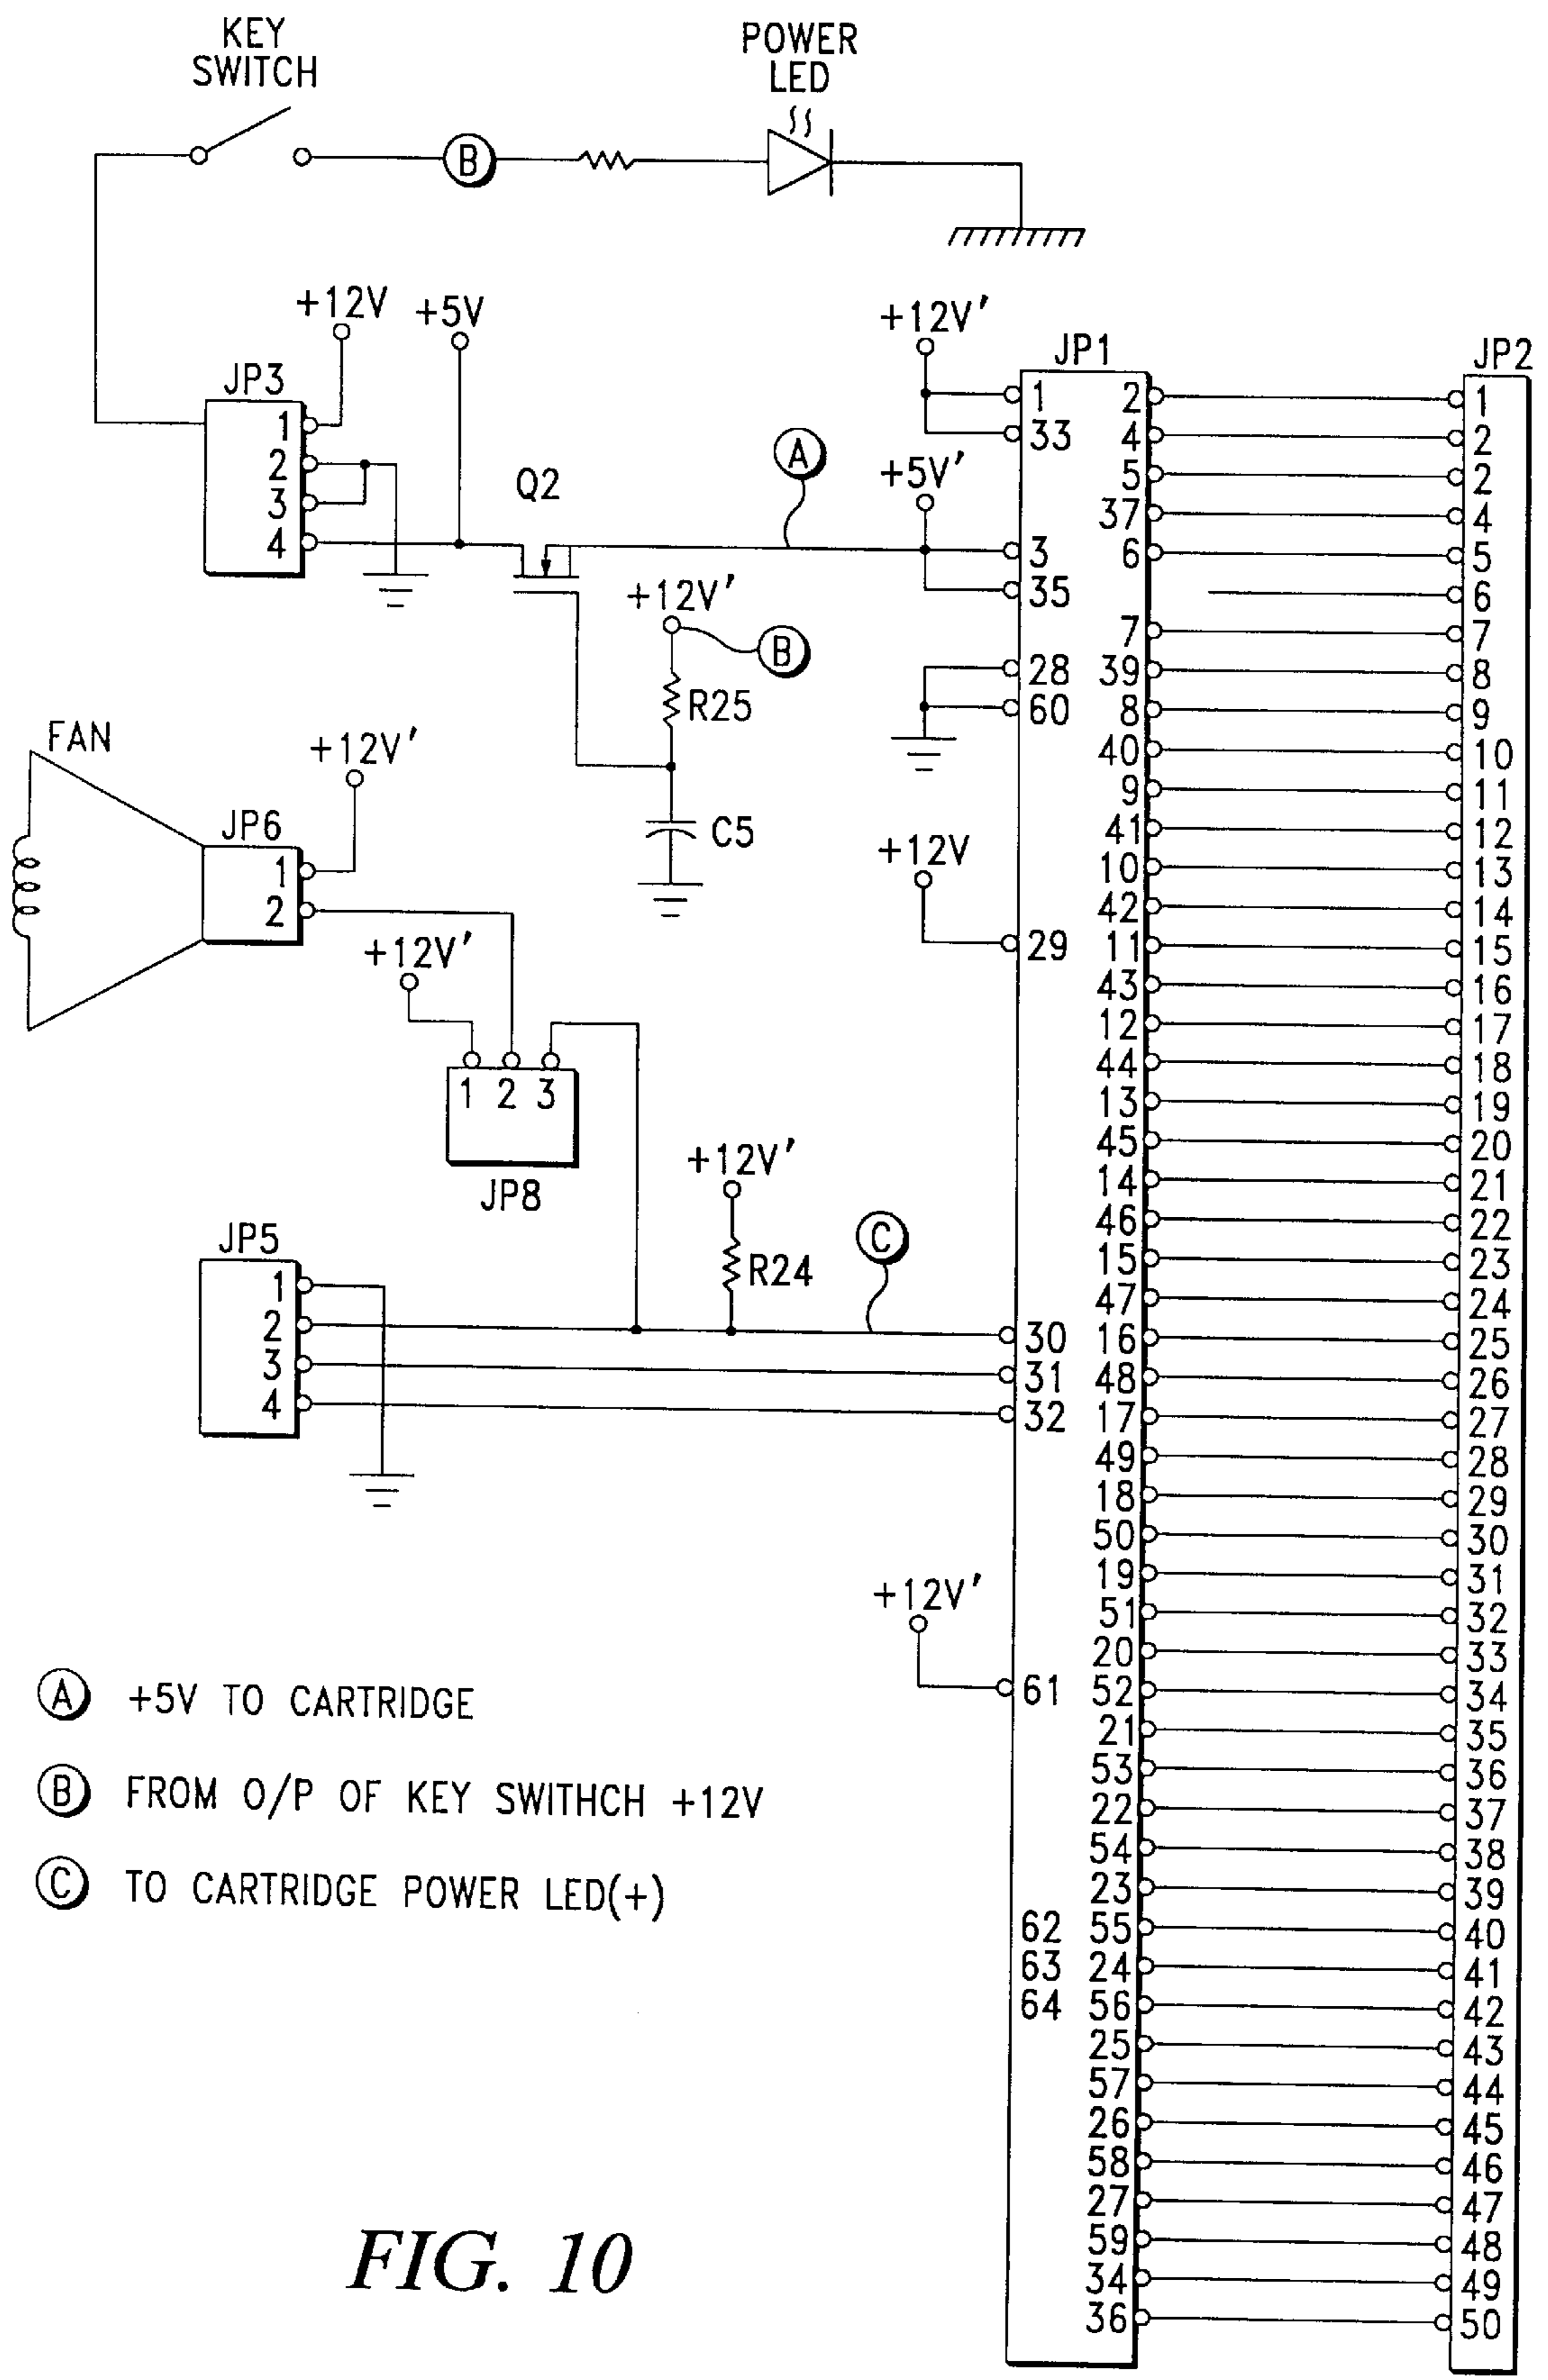 KEY
SWITCH
POWER
LED
B
+12V
+5V
+12V'
JP1
JP2
JP3
1
2
3
4
Q2
A
+5V'
+12V'
B
R25
C5
FAN
+12V'
JP6
1
2
+12V'
1 2 3
JP8
+12V'
R24
C
JP5
1
2
3
4
+12V
+12V'
1 2 1
33 4 2
5 2
37 4
3 6 5
35 6
7 7
28 39 8
60 8 9
40 10
9 11
41 12
10 13
42 14
29 11 15
43 16
12 17
44 18
13 19
45 20
14 21
46 22
15 23
47 24
30 16 25
31 48 26
32 17 27
49 28
18 29
50 30
19 31
51 32
20 33
61 52 34
21 35
53 36
22 37
54 38
23 39
62 55 40
63 24 41
64 56 42
25 43
57 44
26 45
58 46
27 47
59 48
34 49
36 50
A +5V TO CARTRIDGE
B FROM O/P OF KEY SWITHCH +12V
C TO CARTRIDGE POWER LED(+)
FIG. 10